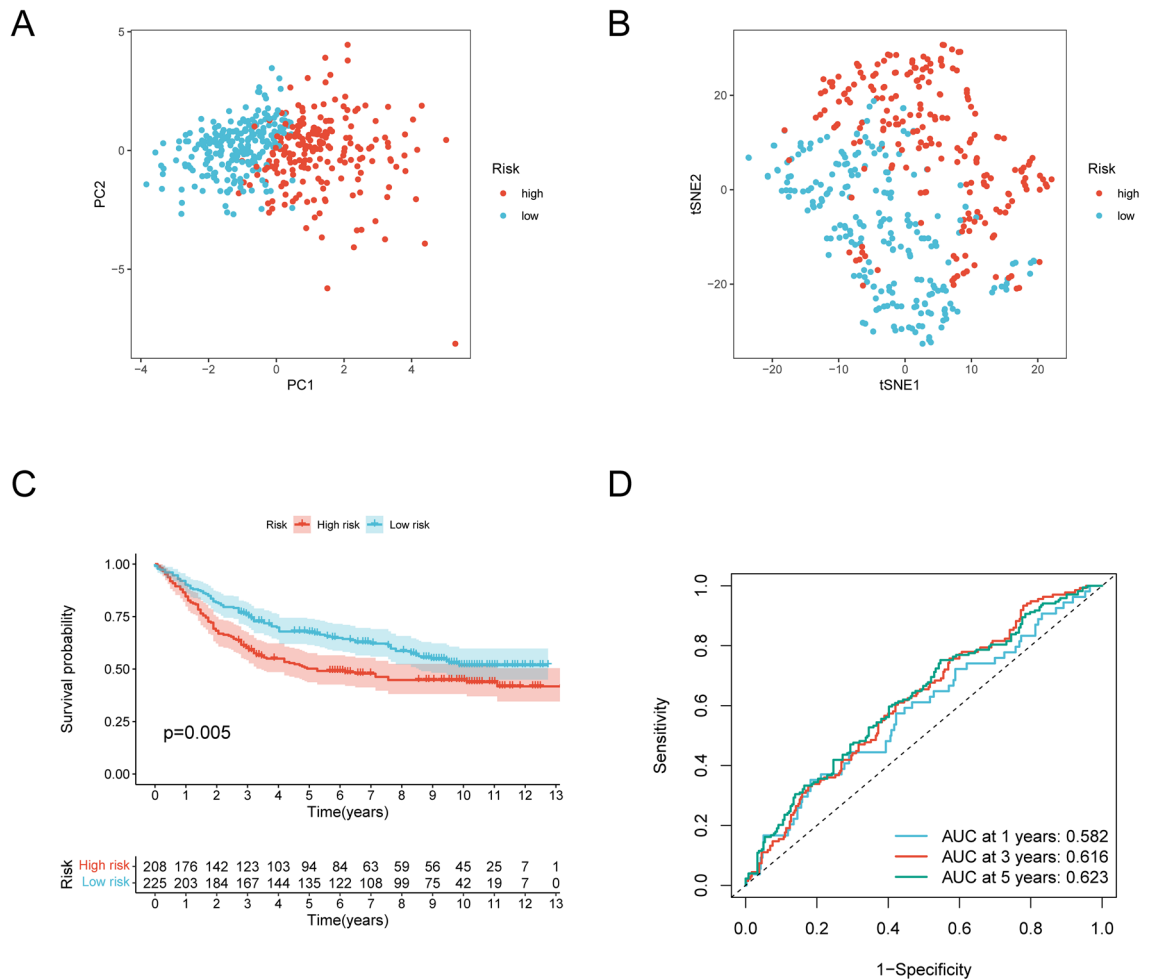 A
5
0
−5
PC2
−4 −2 0 2 4
PC1
Risk
high
low
B
20
0
−20
tSNE2
−20 −10 0 10 20
tSNE1
Risk
high
low
C
Risk High risk Low risk
1.00
0.75
0.50
0.25
0.00
Survival probability
p=0.005
0 1 2 3 4 5 6 7 8 9 10 11 12 13
Time(years)
Risk
High risk 208 176 142 123 103 94 84 63 59 56 45 25 7 1
Low risk 225 203 184 167 144 135 122 108 99 75 42 19 7 0
0 1 2 3 4 5 6 7 8 9 10 11 12 13
Time(years)
D
1.0
0.8
0.6
0.4
0.2
0.0
Sensitivity
AUC at 1 years: 0.582
AUC at 3 years: 0.616
AUC at 5 years: 0.623
0.0 0.2 0.4 0.6 0.8 1.0
1−Specificity